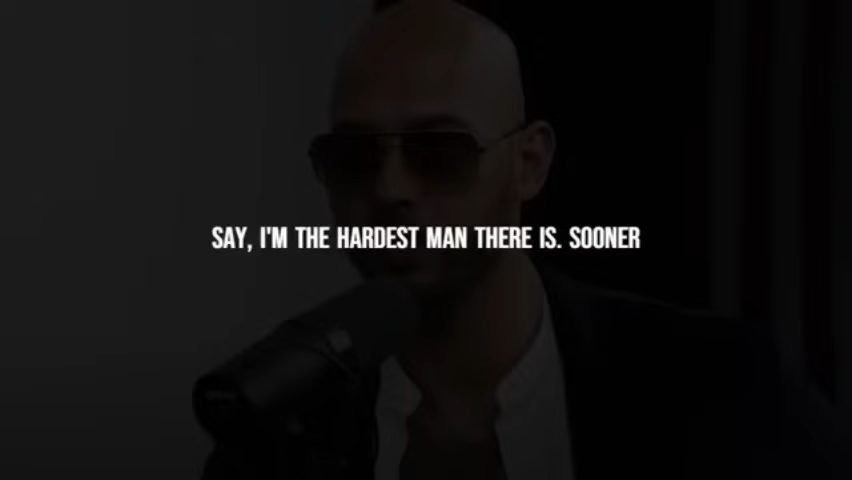 SAY, I'M THE HARDEST MAN THERE IS. SOONER